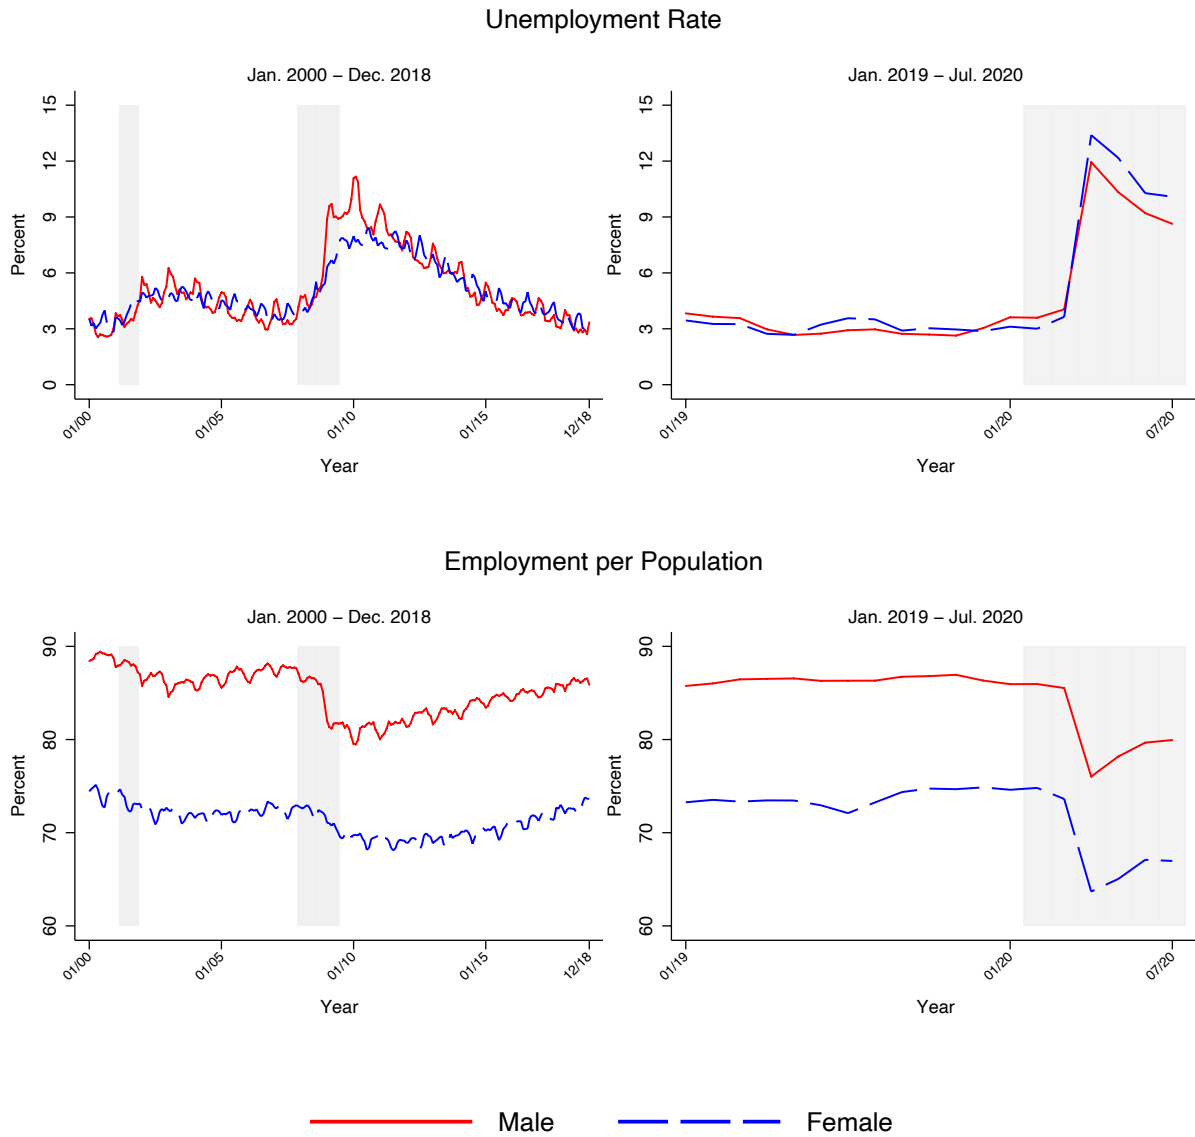 Unemployment Rate
Jan. 2000 – Dec. 2018
Percent
15
12
9
6
3
0
01/00
01/05
01/10
01/15
12/18
Year
Jan. 2019 – Jul. 2020
Percent
15
12
9
6
3
0
01/19
01/20
07/20
Year
Employment per Population
Jan. 2000 – Dec. 2018
Percent
90
80
70
60
01/00
01/05
01/10
01/15
12/18
Year
Jan. 2019 – Jul. 2020
Percent
90
80
70
60
01/19
01/20
07/20
Year
Male
Female